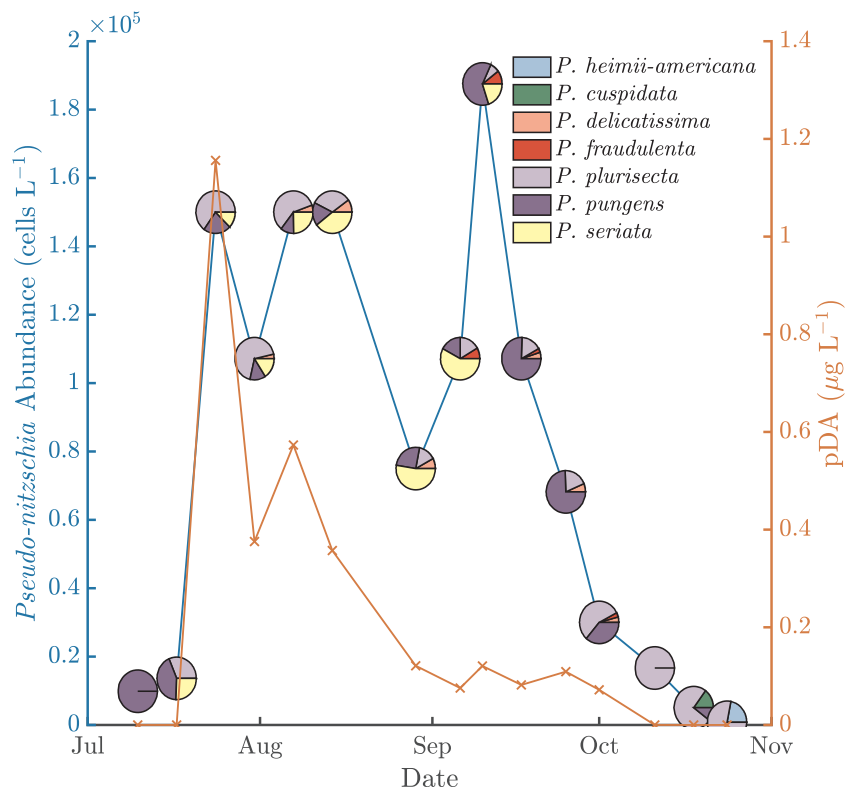 ×10⁵
2
1.8
1.6
1.4
1.2
1
0.8
0.6
0.4
0.2
0
Pseudo-nitzschia Abundance (cells L⁻¹)
P. heimii-americana
P. cuspidata
P. delicatissima
P. fraudulenta
P. plurisecta
P. pungens
P. seriata
1.4
1.2
1
0.8
0.6
0.4
0.2
0
pDA (μg L⁻¹)
Jul Aug Sep Oct Nov
Date